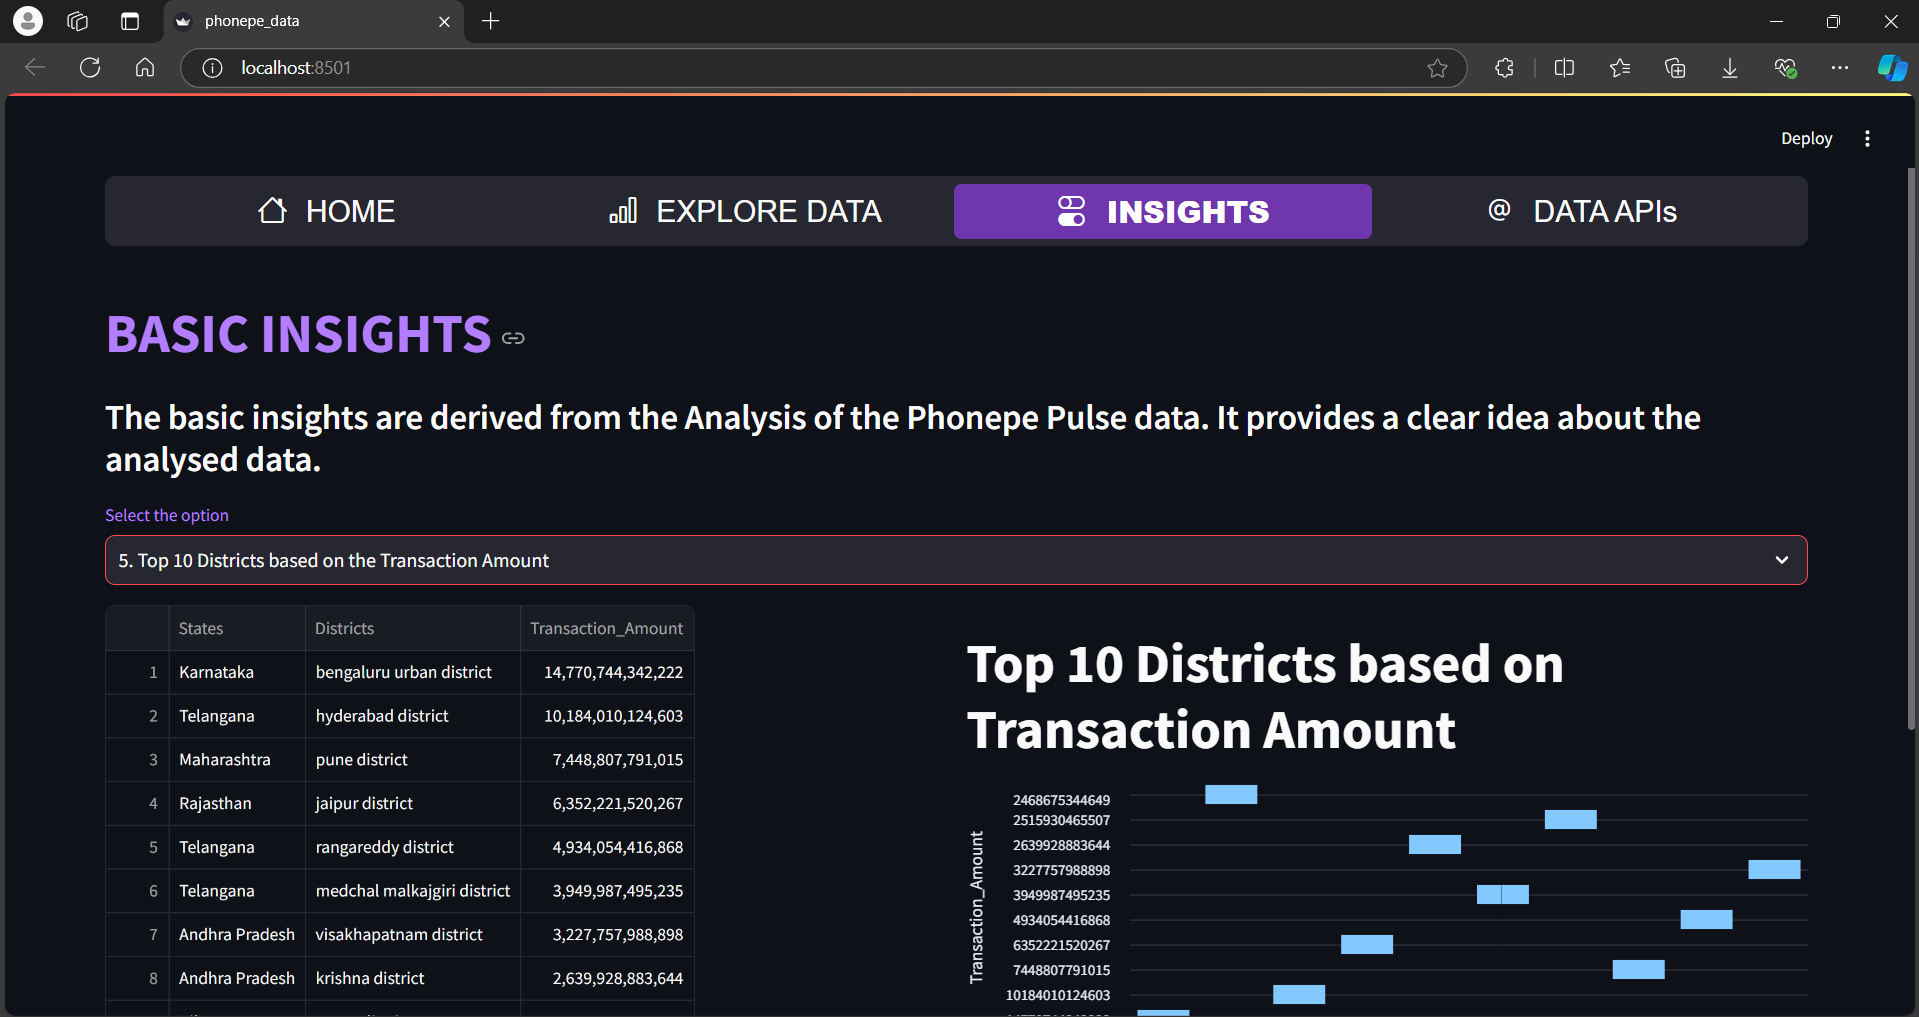 phonepe_data
localhost:8501
Deploy
HOME
EXPLORE DATA
INSIGHTS
@ DATA APIs
BASIC INSIGHTS
The basic insights are derived from the Analysis of the Phonepe Pulse data. It provides a clear idea about the
analysed data.
Select the option
5. Top 10 Districts based on the Transaction Amount
States Districts Transaction_Amount
1 Karnataka bengaluru urban district 14,770,744,342,222
2 Telangana hyderabad district 10,184,010,124,603
3 Maharashtra pune district 7,448,807,791,015
4 Rajasthan jaipur district 6,352,221,520,267
5 Telangana rangareddy district 4,934,054,416,868
6 Telangana medchal malkajgiri district 3,949,987,495,235
7 Andhra Pradesh visakhapatnam district 3,227,757,988,898
8 Andhra Pradesh krishna district 2,639,928,883,644
Top 10 Districts based on
Transaction Amount
Transaction_Amount
2468675344649
2515930465507
2639928883644
3227757988898
3949987495235
4934054416868
6352221520267
7448807791015
10184010124603